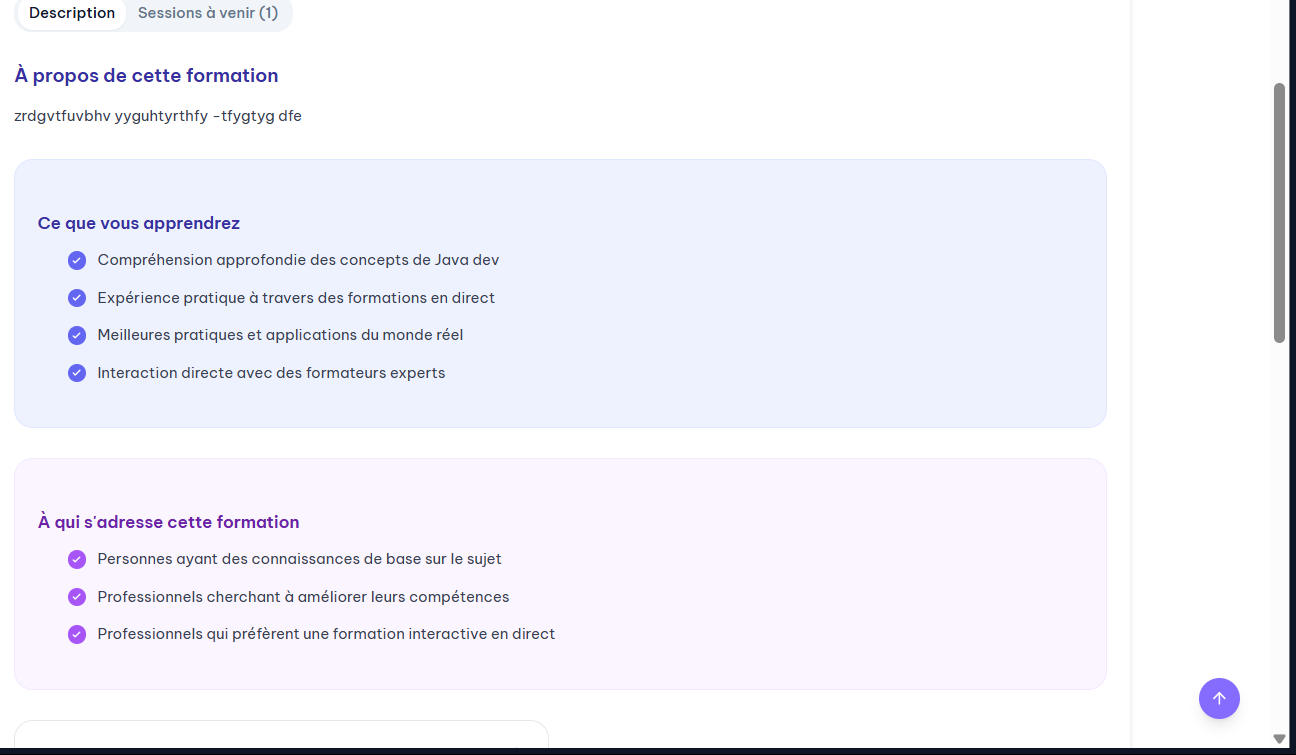 Description
Sessions à venir (1)
À propos de cette formation
zrdgvtfuvbhv yyguhtyrthfy -tfygtyg dfe
Ce que vous apprendrez
Compréhension approfondie des concepts de Java dev
Expérience pratique à travers des formations en direct
Meilleures pratiques et applications du monde réel
Interaction directe avec des formateurs experts
À qui s'adresse cette formation
Personnes ayant des connaissances de base sur le sujet
Professionnels cherchant à améliorer leurs compétences
Professionnels qui préfèrent une formation interactive en direct